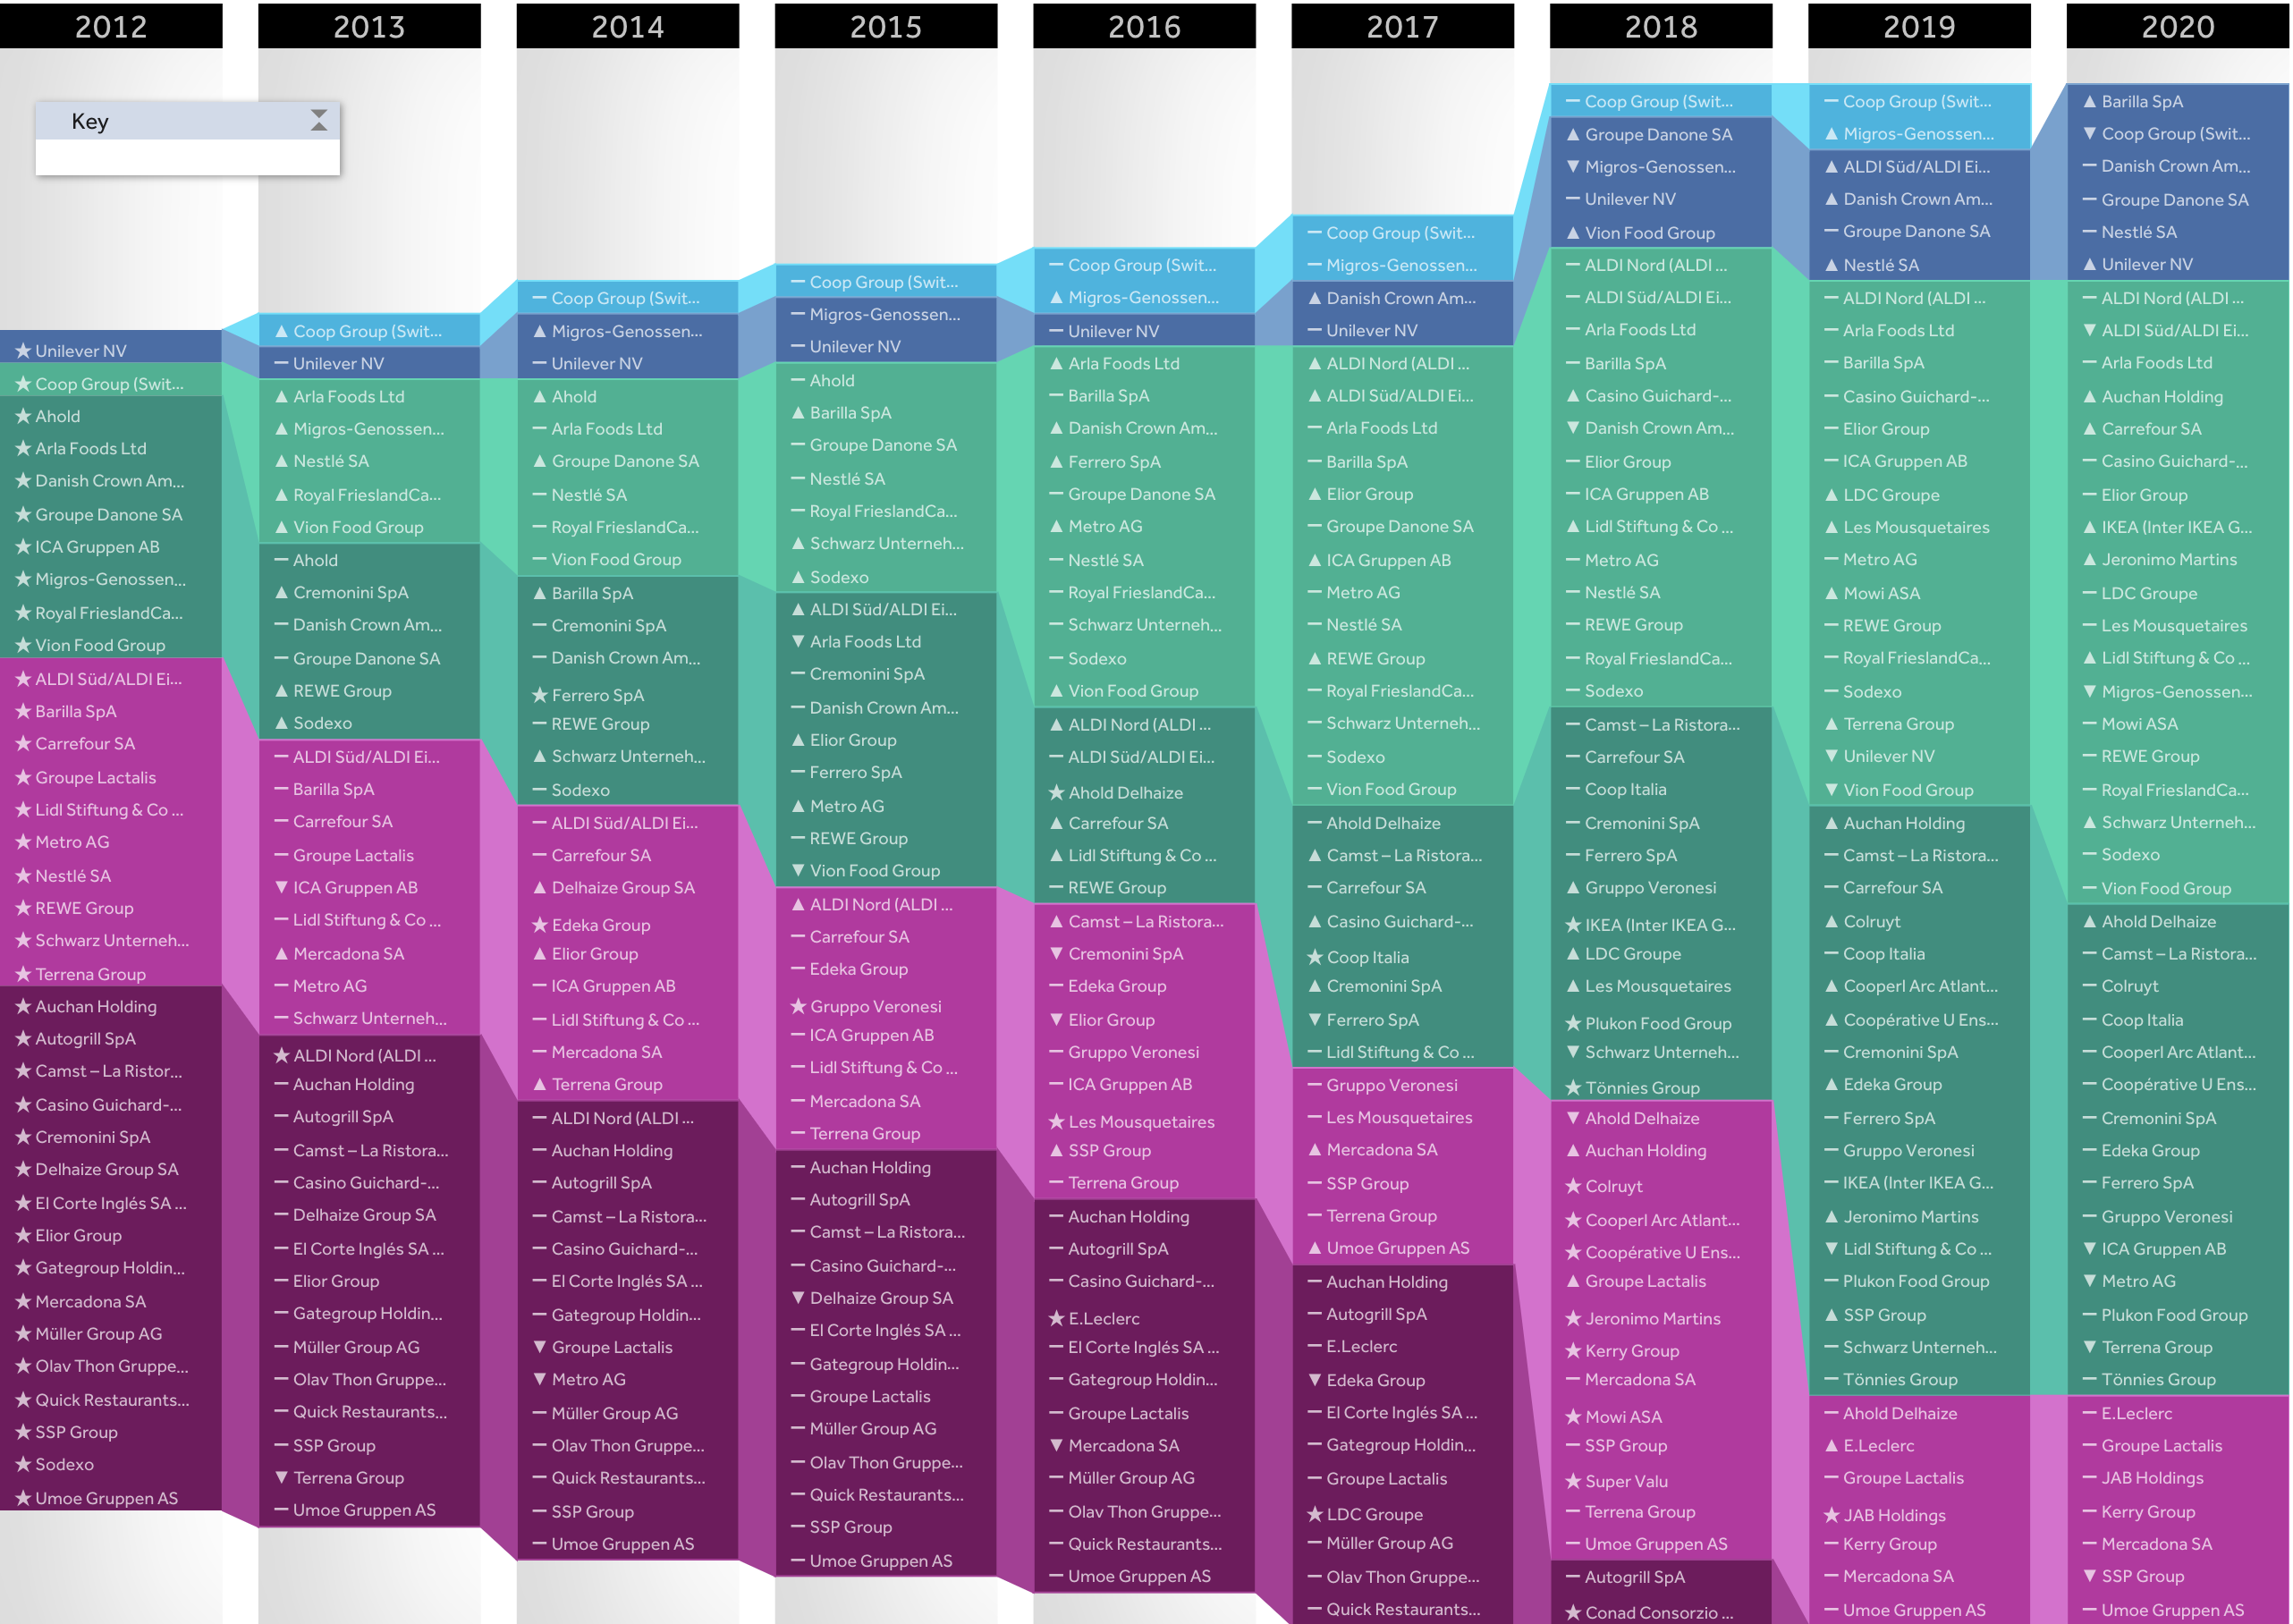 2012
Key
★ Unilever NV
★ Coop Group (Swit...
★ Ahold
★ Arla Foods Ltd
★ Danish Crown Am...
★ Groupe Danone SA
★ ICA Gruppen AB
★ Migros-Genossen...
★ Royal FrieslandCa...
★ Vion Food Group
★ ALDI Süd/ALDI Ei...
★ Barilla SpA
★ Carrefour SA
★ Groupe Lactalis
★ Lidl Stiftung & Co ...
★ Metro AG
★ Nestlé SA
★ REWE Group
★ Schwarz Unterneh...
★ Terrena Group
★ Auchan Holding
★ Autogrill SpA
★ Camst – La Ristor...
★ Casino Guichard-...
★ Cremonini SpA
★ Delhaize Group SA
★ El Corte Inglés SA ...
★ Elior Group
★ Gategroup Holdin...
★ Mercadona SA
★ Müller Group AG
★ Olav Thon Gruppe...
★ Quick Restaurants...
★ SSP Group
★ Sodexo
★ Umoe Gruppen AS
2013
▲ Coop Group (Swit...
– Unilever NV
▲ Arla Foods Ltd
▲ Migros-Genossen...
▲ Nestlé SA
▲ Royal FrieslandCa...
▲ Vion Food Group
– Ahold
▲ Cremonini SpA
– Danish Crown Am...
– Groupe Danone SA
▲ REWE Group
▲ Sodexo
– ALDI Süd/ALDI Ei...
– Barilla SpA
– Carrefour SA
– Groupe Lactalis
▼ ICA Gruppen AB
– Lidl Stiftung & Co ...
▲ Mercadona SA
– Metro AG
– Schwarz Unterneh...
★ ALDI Nord (ALDI ...
– Auchan Holding
– Autogrill SpA
– Camst – La Ristora...
– Casino Guichard-...
– Delhaize Group SA
– El Corte Inglés SA ...
– Elior Group
– Gategroup Holdin...
– Müller Group AG
– Olav Thon Gruppe...
– Quick Restaurants...
– SSP Group
▼ Terrena Group
– Umoe Gruppen AS
2014
– Coop Group (Swit...
▲ Migros-Genossen...
– Unilever NV
▲ Ahold
– Arla Foods Ltd
▲ Groupe Danone SA
– Nestlé SA
– Royal FrieslandCa...
– Vion Food Group
▲ Barilla SpA
– Cremonini SpA
– Danish Crown Am...
★ Ferrero SpA
– REWE Group
▲ Schwarz Unterneh...
– Sodexo
– ALDI Süd/ALDI Ei...
– Carrefour SA
▲ Delhaize Group SA
★ Edeka Group
▲ Elior Group
– ICA Gruppen AB
– Lidl Stiftung & Co ...
– Mercadona SA
▲ Terrena Group
– ALDI Nord (ALDI ...
– Auchan Holding
– Autogrill SpA
– Camst – La Ristora...
– Casino Guichard-...
– El Corte Inglés SA ...
– Gategroup Holdin...
▼ Groupe Lactalis
▼ Metro AG
– Müller Group AG
– Olav Thon Gruppe...
– Quick Restaurants...
– SSP Group
– Umoe Gruppen AS
2015
– Coop Group (Swit...
– Migros-Genossen...
– Unilever NV
– Ahold
▲ Barilla SpA
– Groupe Danone SA
– Nestlé SA
– Royal FrieslandCa...
▲ Schwarz Unterneh...
▲ Sodexo
▲ ALDI Süd/ALDI Ei...
▼ Arla Foods Ltd
– Cremonini SpA
– Danish Crown Am...
▲ Elior Group
– Ferrero SpA
▲ Metro AG
– REWE Group
▼ Vion Food Group
▲ ALDI Nord (ALDI ...
– Carrefour SA
– Edeka Group
★ Gruppo Veronesi
– ICA Gruppen AB
– Lidl Stiftung & Co ...
– Mercadona SA
– Terrena Group
– Auchan Holding
– Autogrill SpA
– Camst – La Ristora...
– Casino Guichard-...
▼ Delhaize Group SA
– El Corte Inglés SA ...
– Gategroup Holdin...
– Groupe Lactalis
– Müller Group AG
– Olav Thon Gruppe...
– Quick Restaurants...
– SSP Group
– Umoe Gruppen AS
2016
– Coop Group (Swit...
▲ Migros-Genossen...
– Unilever NV
▲ Arla Foods Ltd
– Barilla SpA
▲ Danish Crown Am...
▲ Ferrero SpA
– Groupe Danone SA
▲ Metro AG
– Nestlé SA
– Royal FrieslandCa...
– Schwarz Unterneh...
– Sodexo
▲ Vion Food Group
▲ ALDI Nord (ALDI ...
– ALDI Süd/ALDI Ei...
★ Ahold Delhaize
▲ Carrefour SA
▲ Lidl Stiftung & Co ...
– REWE Group
▲ Camst – La Ristora...
▼ Cremonini SpA
– Edeka Group
▼ Elior Group
– Gruppo Veronesi
– ICA Gruppen AB
★ Les Mousquetaires
▲ SSP Group
– Terrena Group
– Auchan Holding
– Autogrill SpA
– Casino Guichard-...
★ E.Leclerc
– El Corte Inglés SA ...
– Gategroup Holdin...
– Groupe Lactalis
▼ Mercadona SA
– Müller Group AG
– Olav Thon Gruppe...
– Quick Restaurants...
– Umoe Gruppen AS
2017
– Coop Group (Swit...
– Migros-Genossen...
▲ Danish Crown Am...
– Unilever NV
▲ ALDI Nord (ALDI ...
▲ ALDI Süd/ALDI Ei...
– Arla Foods Ltd
– Barilla SpA
▲ Elior Group
– Groupe Danone SA
▲ ICA Gruppen AB
– Metro AG
– Nestlé SA
▲ REWE Group
– Royal FrieslandCa...
– Schwarz Unterneh...
– Sodexo
– Vion Food Group
– Ahold Delhaize
▲ Camst – La Ristora...
– Carrefour SA
▲ Casino Guichard-...
★ Coop Italia
▲ Cremonini SpA
▼ Ferrero SpA
– Lidl Stiftung & Co ...
– Gruppo Veronesi
– Les Mousquetaires
▲ Mercadona SA
– SSP Group
– Terrena Group
▲ Umoe Gruppen AS
– Auchan Holding
– Autogrill SpA
– E.Leclerc
▼ Edeka Group
– El Corte Inglés SA ...
– Gategroup Holdin...
– Groupe Lactalis
★ LDC Groupe
– Müller Group AG
– Olav Thon Gruppe...
– Quick Restaurants...
2018
– Coop Group (Swit...
▲ Groupe Danone SA
▼ Migros-Genossen...
– Unilever NV
▲ Vion Food Group
– ALDI Nord (ALDI ...
– ALDI Süd/ALDI Ei...
– Arla Foods Ltd
– Barilla SpA
▲ Casino Guichard-...
▼ Danish Crown Am...
– Elior Group
– ICA Gruppen AB
▲ Lidl Stiftung & Co ...
– Metro AG
– Nestlé SA
– REWE Group
– Royal FrieslandCa...
– Sodexo
– Camst – La Ristora...
– Carrefour SA
– Coop Italia
– Cremonini SpA
– Ferrero SpA
▲ Gruppo Veronesi
★ IKEA (Inter IKEA G...
▲ LDC Groupe
▲ Les Mousquetaires
★ Plukon Food Group
▼ Schwarz Unterneh...
★ Tönnies Group
▼ Ahold Delhaize
▲ Auchan Holding
★ Colruyt
★ Cooperl Arc Atlant...
★ Coopérative U Ens...
▲ Groupe Lactalis
★ Jeronimo Martins
★ Kerry Group
– Mercadona SA
★ Mowi ASA
– SSP Group
★ Super Valu
– Terrena Group
– Umoe Gruppen AS
– Autogrill SpA
★ Conad Consorzio ...
2019
– Coop Group (Swit...
▲ Migros-Genossen...
▲ ALDI Süd/ALDI Ei...
▲ Danish Crown Am...
– Groupe Danone SA
▲ Nestlé SA
– ALDI Nord (ALDI ...
– Arla Foods Ltd
– Barilla SpA
– Casino Guichard-...
– Elior Group
– ICA Gruppen AB
▲ LDC Groupe
▲ Les Mousquetaires
– Metro AG
▲ Mowi ASA
– REWE Group
– Royal FrieslandCa...
– Sodexo
▲ Terrena Group
▼ Unilever NV
▼ Vion Food Group
▲ Auchan Holding
– Camst – La Ristora...
– Carrefour SA
▲ Colruyt
– Coop Italia
▲ Cooperl Arc Atlant...
▲ Coopérative U Ens...
– Cremonini SpA
▲ Edeka Group
– Ferrero SpA
– Gruppo Veronesi
– IKEA (Inter IKEA G...
▲ Jeronimo Martins
▼ Lidl Stiftung & Co ...
– Plukon Food Group
▲ SSP Group
– Schwarz Unterneh...
– Tönnies Group
– Ahold Delhaize
▲ E.Leclerc
– Groupe Lactalis
★ JAB Holdings
– Kerry Group
– Mercadona SA
– Umoe Gruppen AS
2020
▲ Barilla SpA
▼ Coop Group (Swit...
– Danish Crown Am...
– Groupe Danone SA
– Nestlé SA
▲ Unilever NV
– ALDI Nord (ALDI ...
▼ ALDI Süd/ALDI Ei...
– Arla Foods Ltd
▲ Auchan Holding
▲ Carrefour SA
– Casino Guichard-...
– Elior Group
▲ IKEA (Inter IKEA G...
▲ Jeronimo Martins
– LDC Groupe
– Les Mousquetaires
▲ Lidl Stiftung & Co ...
▼ Migros-Genossen...
– Mowi ASA
– REWE Group
– Royal FrieslandCa...
▲ Schwarz Unterneh...
– Sodexo
– Vion Food Group
▲ Ahold Delhaize
– Camst – La Ristora...
– Colruyt
– Coop Italia
– Cooperl Arc Atlant...
– Coopérative U Ens...
– Cremonini SpA
– Edeka Group
– Ferrero SpA
– Gruppo Veronesi
▼ ICA Gruppen AB
▼ Metro AG
– Plukon Food Group
▼ Terrena Group
– Tönnies Group
– E.Leclerc
– Groupe Lactalis
– JAB Holdings
– Kerry Group
– Mercadona SA
▼ SSP Group
– Umoe Gruppen AS